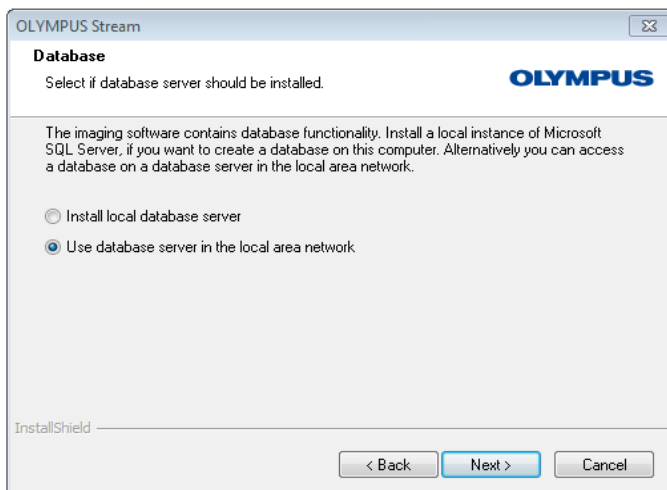 OLYMPUS Stream
Database
Select if database server should be installed.
OLYMPUS
The imaging software contains database functionality. Install a local instance of Microsoft
SQL Server, if you want to create a database on this computer. Alternatively you can access
a database on a database server in the local area network.
Install local database server
Use database server in the local area network
InstallShield
< Back
Next >
Cancel